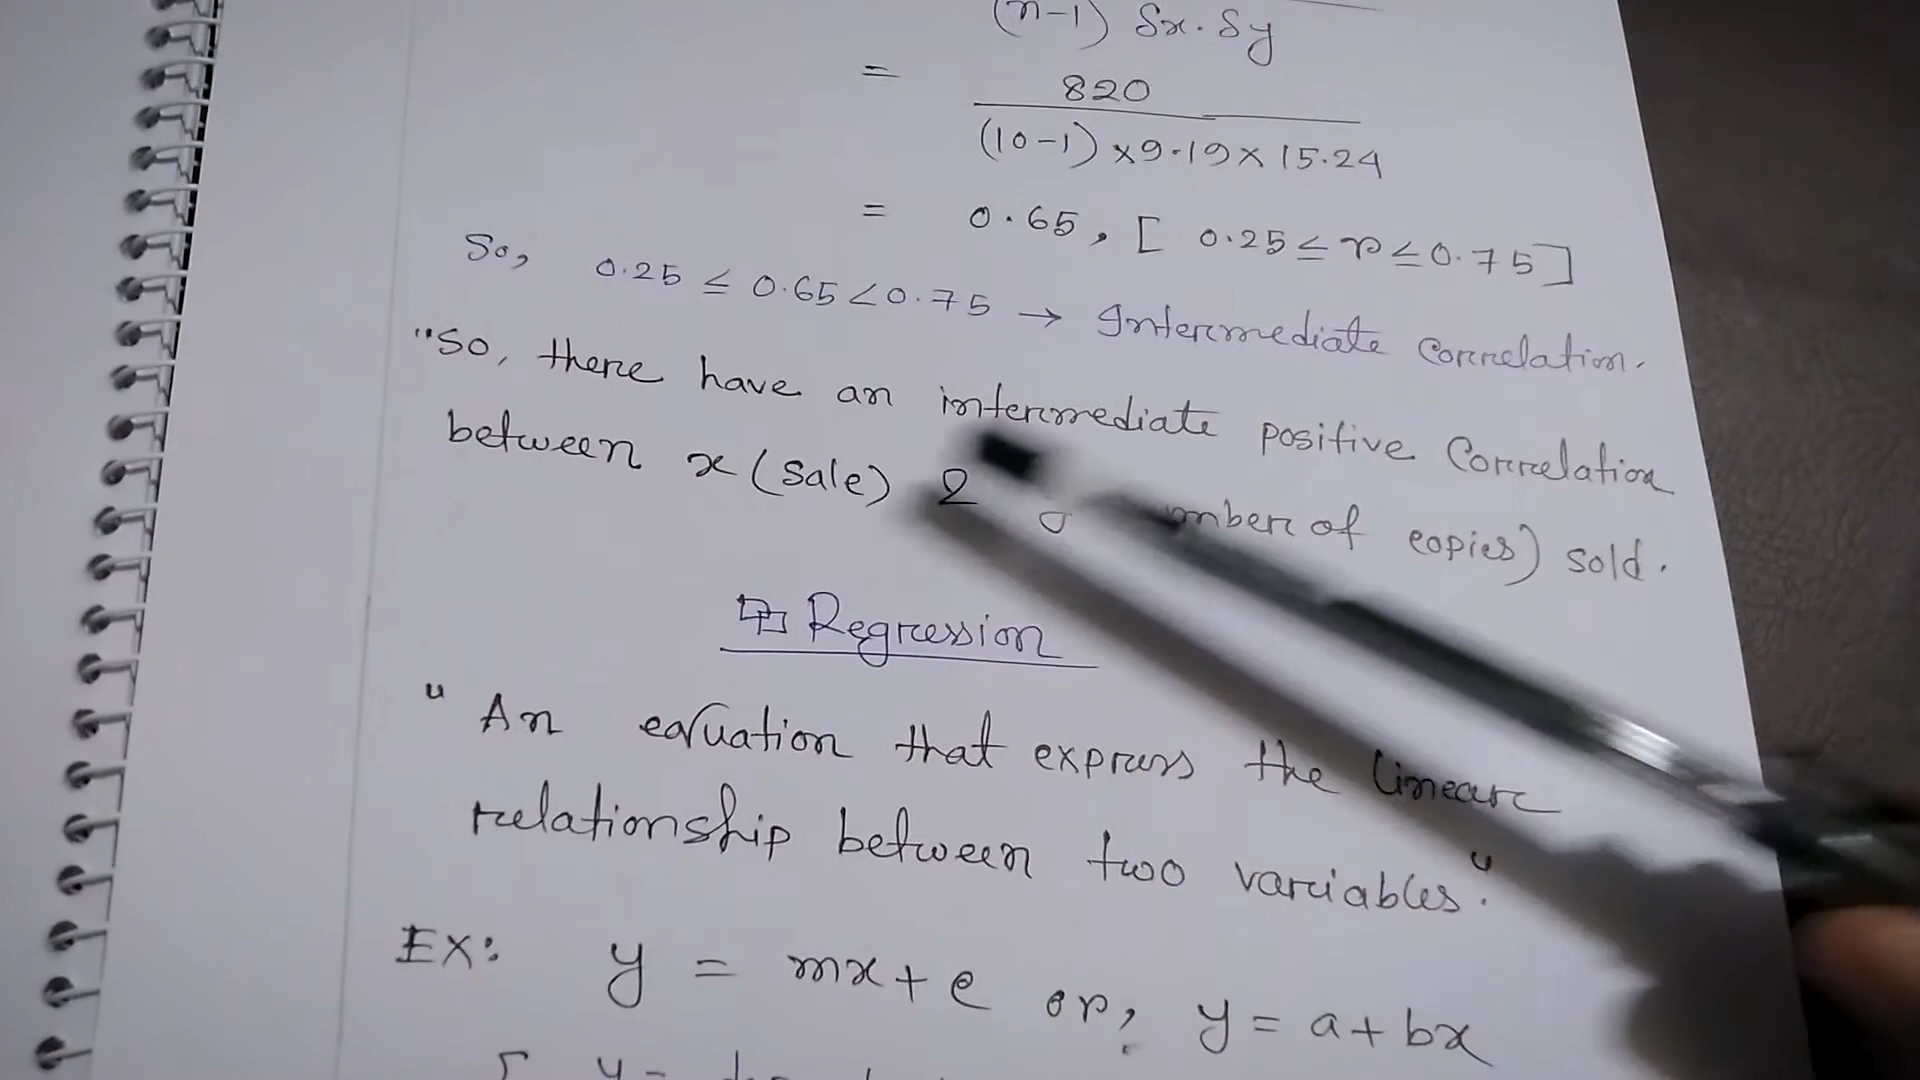 (n-1) Sx. Sy
= 820
(10-1) ×9.19× 15.24
= 0.65, [ 0.25≤r≤0.75]
So, 0.25 ≤ 0.65<0.75 → Intermediate Correlation.
"So, there have an intermediate positive Correlation
between x (sale) & of copies) sold.
Regression
" An equation that express the linear
relationship between two variables."
EX: y = mx+c or, y = a+bx